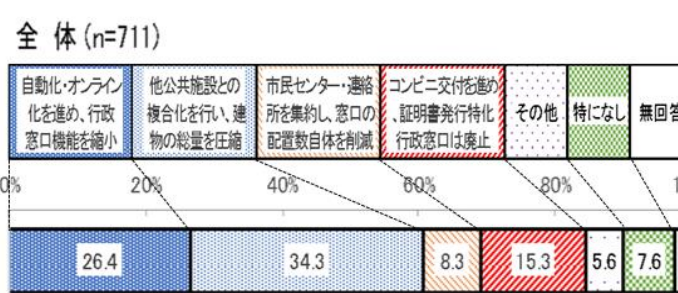 全 体 (n=711)
自動化・オンライン
化を進め、行政
窓口機能を縮小
他公共施設との
複合化を行い、建
物の総量を圧縮
市民センター・連絡
所を集約し、窓口の
配置数自体を削減
コンビニ交付を進め
、証明書発行特化
行政窓口は廃止
その他
特になし
無回答
0% 20% 40% 60% 80% 1
26.4 34.3 8.3 15.3 5.6 7.6